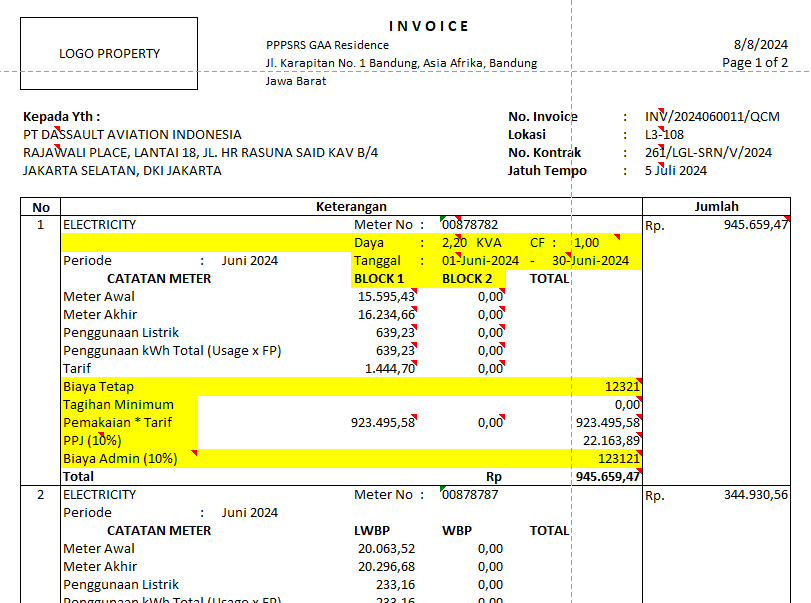 INVOICE
LOGO PROPERTY
PPPSRS GAA Residence
8/8/2024
Jl. Karapitan No. 1 Bandung, Asia Afrika, Bandung
Page 1 of 2
Jawa Barat
Kepada Yth :
No. Invoice : INV/2024060011/QCM
PT DASSAULT AVIATION INDONESIA
Lokasi : L3-108
RAJAWALI PLACE, LANTAI 18, JL. HR RASUNA SAID KAV B/4
No. Kontrak : 261/LGL-SRN/V/2024
JAKARTA SELATAN, DKI JAKARTA
Jatuh Tempo : 5 Juli 2024
No Keterangan Jumlah
1 ELECTRICITY Meter No : 00878782 Rp. 945.659,47
Daya : 2,20 KVA CF : 1,00
Periode : Juni 2024 Tanggal : 01-Juni-2024 - 30-Juni-2024
CATATAN METER BLOCK 1 BLOCK 2 TOTAL
Meter Awal 15.595,43 0,00
Meter Akhir 16.234,66 0,00
Penggunaan Listrik 639,23 0,00
Penggunaan kWh Total (Usage x FP) 639,23 0,00
Tarif 1.444,70 0,00
Biaya Tetap 12321
Tagihan Minimum 0,00
Pemakaian * Tarif 923.495,58 0,00 923.495,58
PPJ (10%) 22.163,89
Biaya Admin (10%) 123121
Total Rp 945.659,47
2 ELECTRICITY Meter No : 00878787 Rp. 344.930,56
Periode : Juni 2024
CATATAN METER LWBP WBP TOTAL
Meter Awal 20.063,52 0,00
Meter Akhir 20.296,68 0,00
Penggunaan Listrik 233,16 0,00
Penggunaan kWh Total (Usage x FP) 233,16 0,00